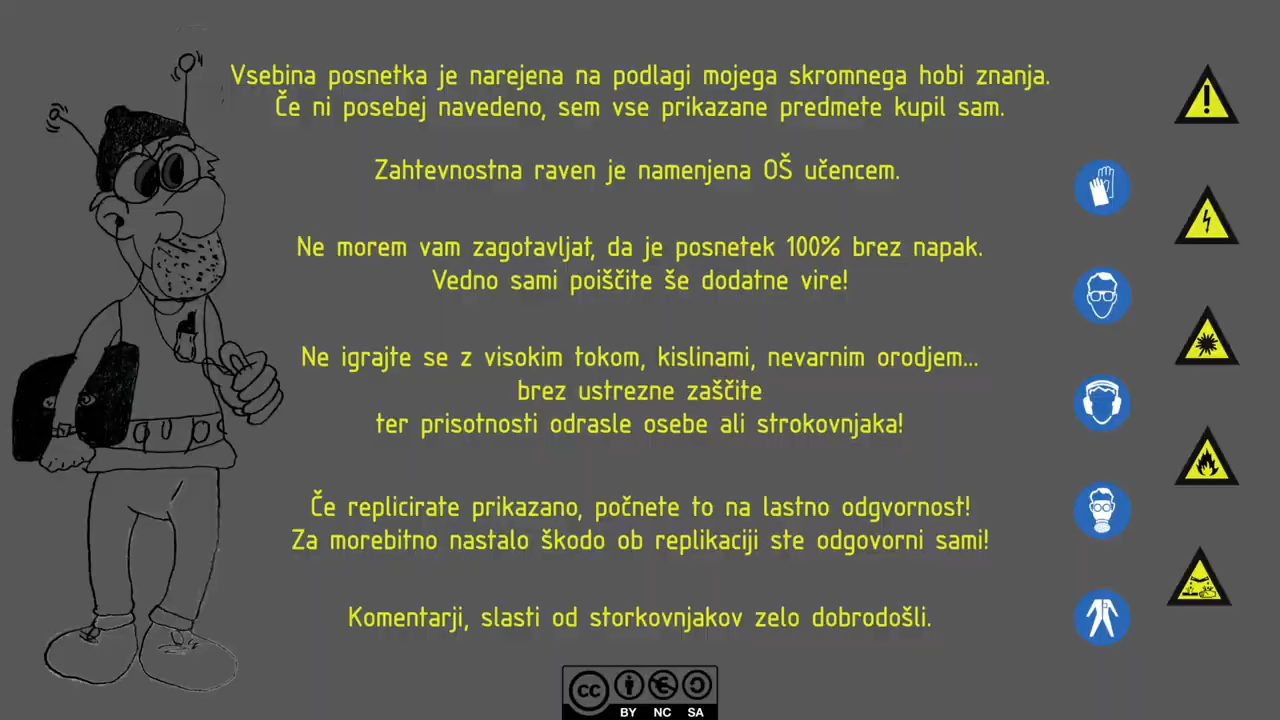 Vsebina posnetka je narejena na podlagi mojega skromnega hobi znanja.
Če ni posebej navedeno, sem vse prikazane predmete kupil sam.
Zahtevnostna raven je namenjena OŠ učencem.
Ne morem vam zagotavljat, da je posnetek 100% brez napak.
Vedno sami poiščite še dodatne vire!
Ne igrajte se z visokim tokom, kislinami, nevarnim orodjem...
brez ustrezne zaščite
ter prisotnosti odrasle osebe ali strokovnjaka!
Če replicirate prikazano, počnete to na lastno odgvornost!
Za morebitno nastalo škodo ob replikaciji ste odgovorni sami!
Komentarji, slasti od storkovnjakov zelo dobrodošli.
cc
BY NC SA